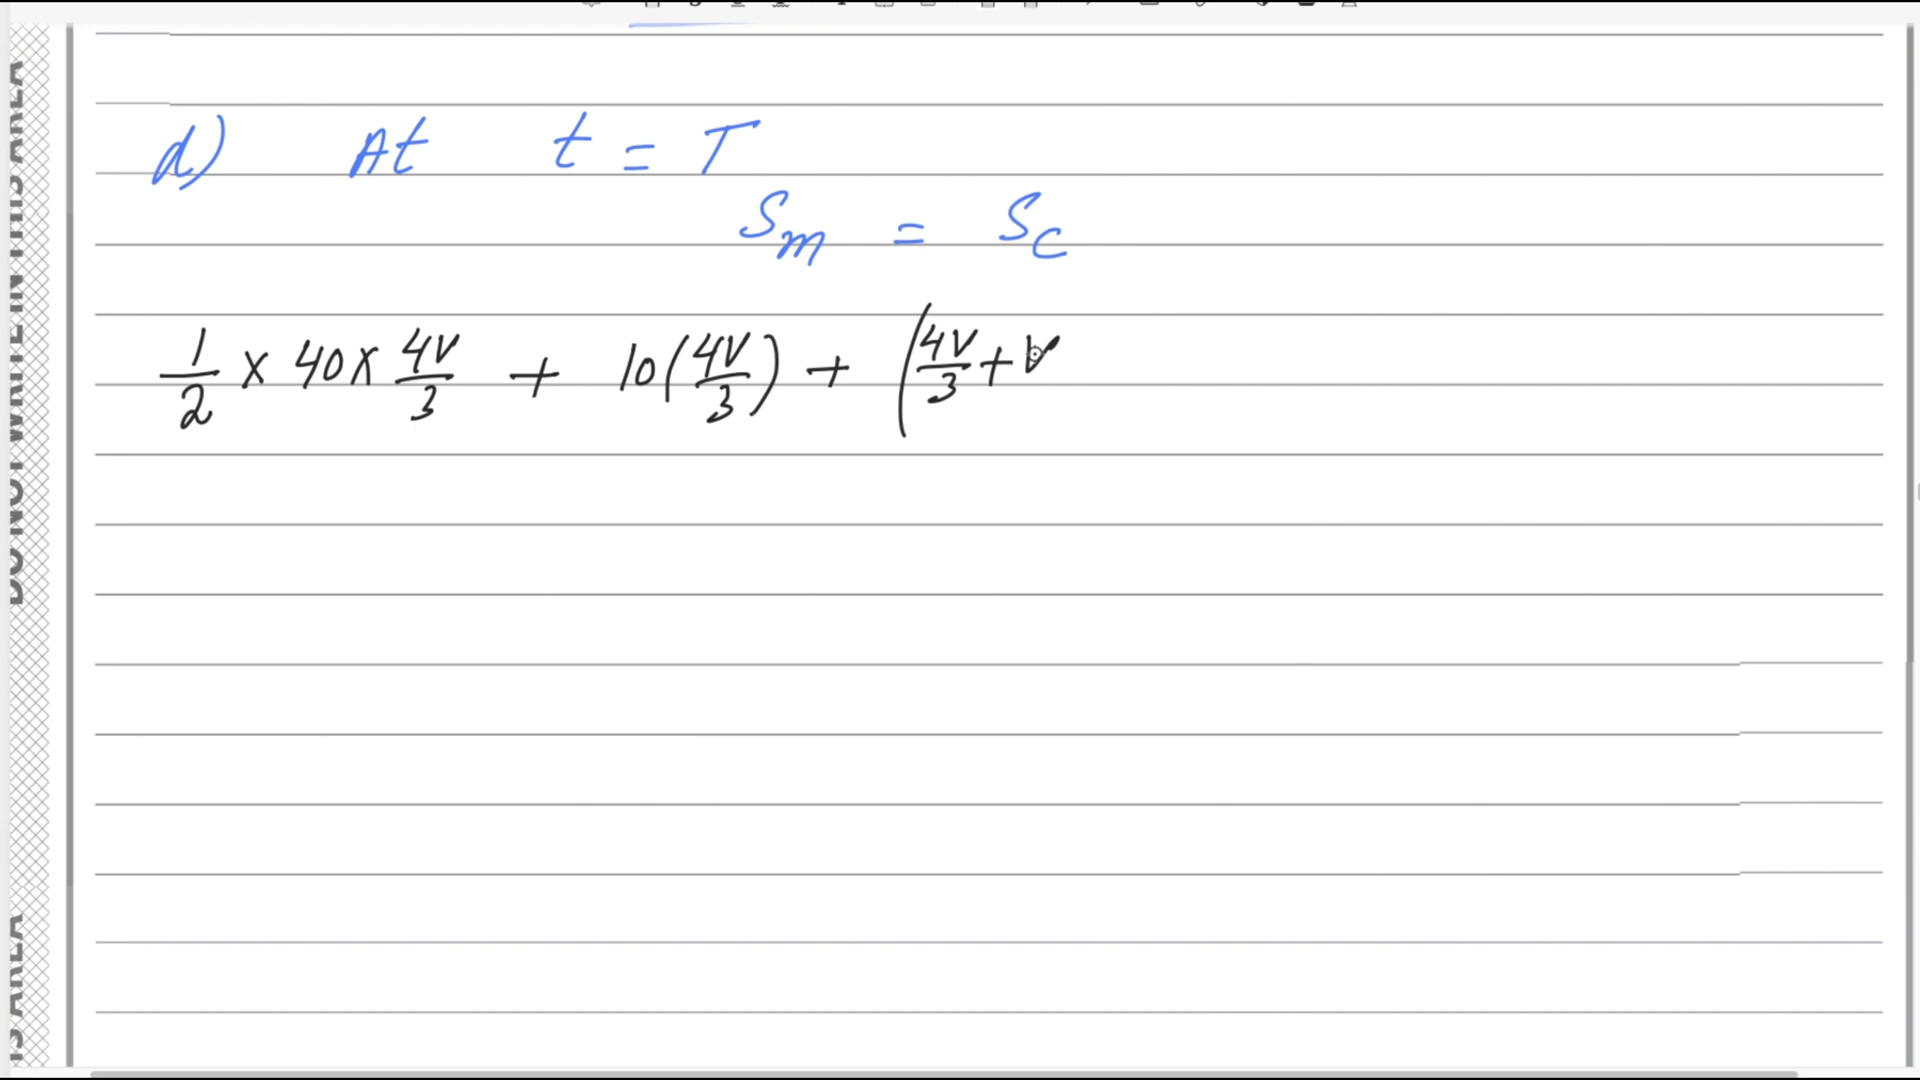 d) At t = T
S_m = S_c
1/2 × 40 × 4V/3 + 10(4V/3) + (4V/3 + V